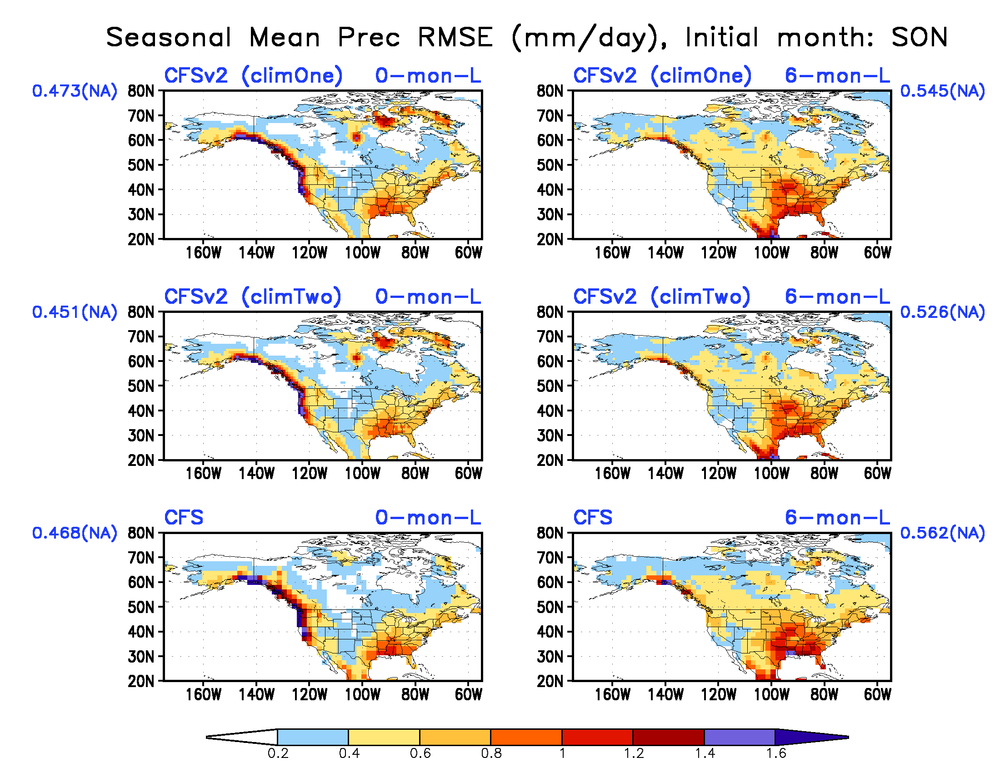 Seasonal Mean Prec RMSE (mm/day), Initial month: SON
CFSv2 (climOne) 0-mon-L
0.473(NA)
80N
70N
60N
50N
40N
30N
20N
160W 140W 120W 100W 80W 60W
CFSv2 (climOne) 6-mon-L
0.545(NA)
80N
70N
60N
50N
40N
30N
20N
160W 140W 120W 100W 80W 60W
CFSv2 (climTwo) 0-mon-L
0.451(NA)
80N
70N
60N
50N
40N
30N
20N
160W 140W 120W 100W 80W 60W
CFSv2 (climTwo) 6-mon-L
0.526(NA)
80N
70N
60N
50N
40N
30N
20N
160W 140W 120W 100W 80W 60W
CFS 0-mon-L
0.468(NA)
80N
70N
60N
50N
40N
30N
20N
160W 140W 120W 100W 80W 60W
CFS 6-mon-L
0.562(NA)
80N
70N
60N
50N
40N
30N
20N
160W 140W 120W 100W 80W 60W
0.2 0.4 0.6 0.8 1 1.2 1.4 1.6